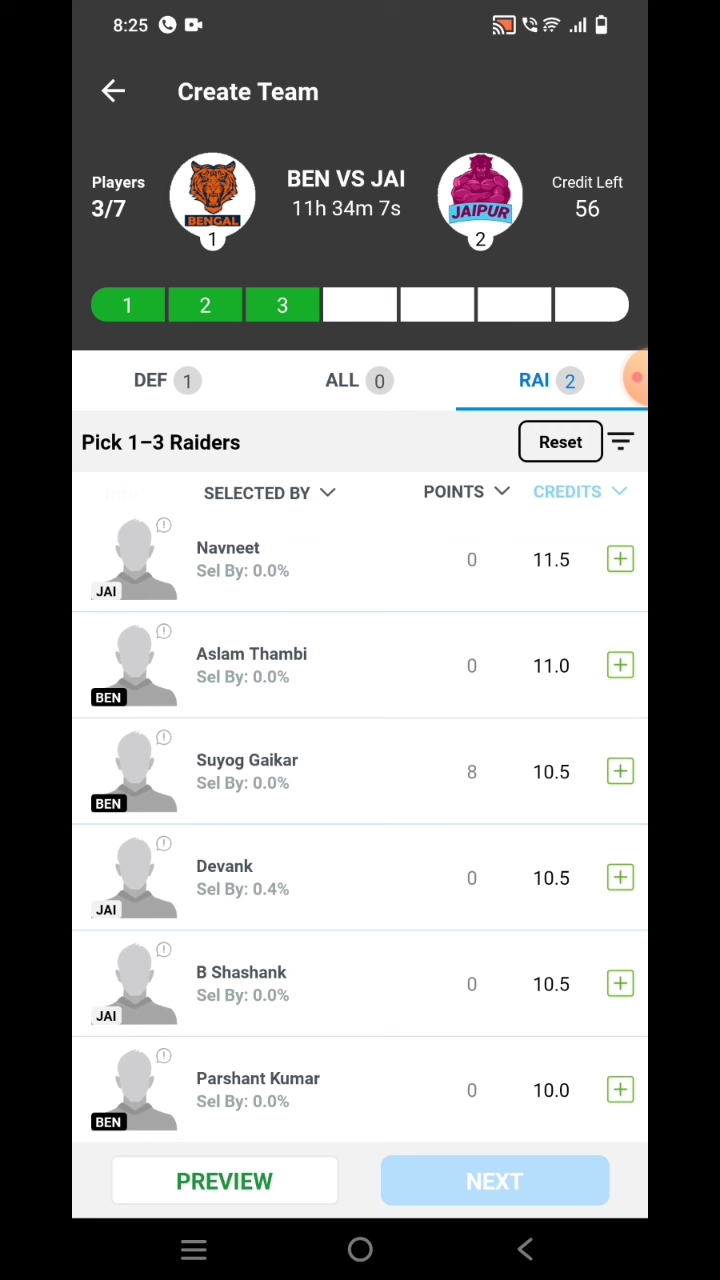 8:25
Create Team
Players
3/7
BENGAL
1
BEN VS JAI
11h 34m 7s
JAIPUR
2
Credit Left
56
1 2 3
DEF 1
ALL 0
RAI 2
Pick 1–3 Raiders
Reset
Info
SELECTED BY
POINTS
CREDITS
JAI
Navneet
Sel By: 0.0%
0
11.5
BEN
Aslam Thambi
Sel By: 0.0%
0
11.0
BEN
Suyog Gaikar
Sel By: 0.0%
8
10.5
JAI
Devank
Sel By: 0.4%
0
10.5
JAI
B Shashank
Sel By: 0.0%
0
10.5
BEN
Parshant Kumar
Sel By: 0.0%
0
10.0
PREVIEW
NEXT